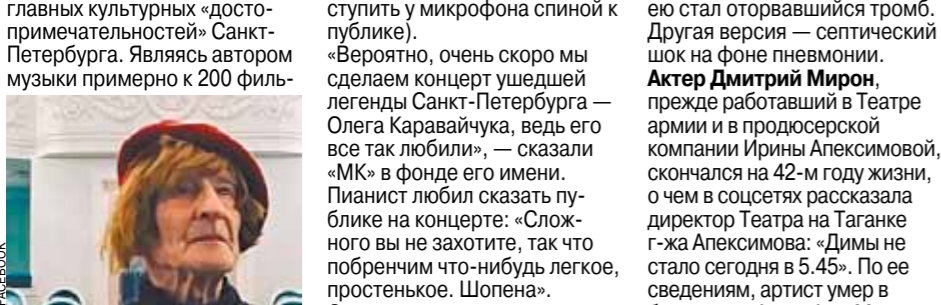 главных культурных «досто-
примечательностей» Санкт-
Петербурга. Являясь автором
музыки примерно к 200 филь-
FACEBOOK
ступить у микрофона спиной к
публике).
«Вероятно, очень скоро мы
сделаем концерт ушедшей
легенды Санкт-Петербурга —
Олега Каравайчука, ведь его
все так любили», — сказали
«МК» в фонде его имени.
Пианист любил сказать пу-
блике на концерте: «Слож-
ного вы не захотите, так что
побренчим что-нибудь легкое,
простенькое. Шопена».
ею стал оторвавшийся тромб.
Другая версия — септический
шок на фоне пневмонии.
Актер Дмитрий Мирон,
прежде работавший в Театре
армии и в продюсерской
компании Ирины Апексимовой,
скончался на 42-м году жизни,
о чем в соцсетях рассказала
директор Театра на Таганке
г-жа Апексимова: «Димы не
стало сегодня в 5.45». По ее
сведениям, артист умер в